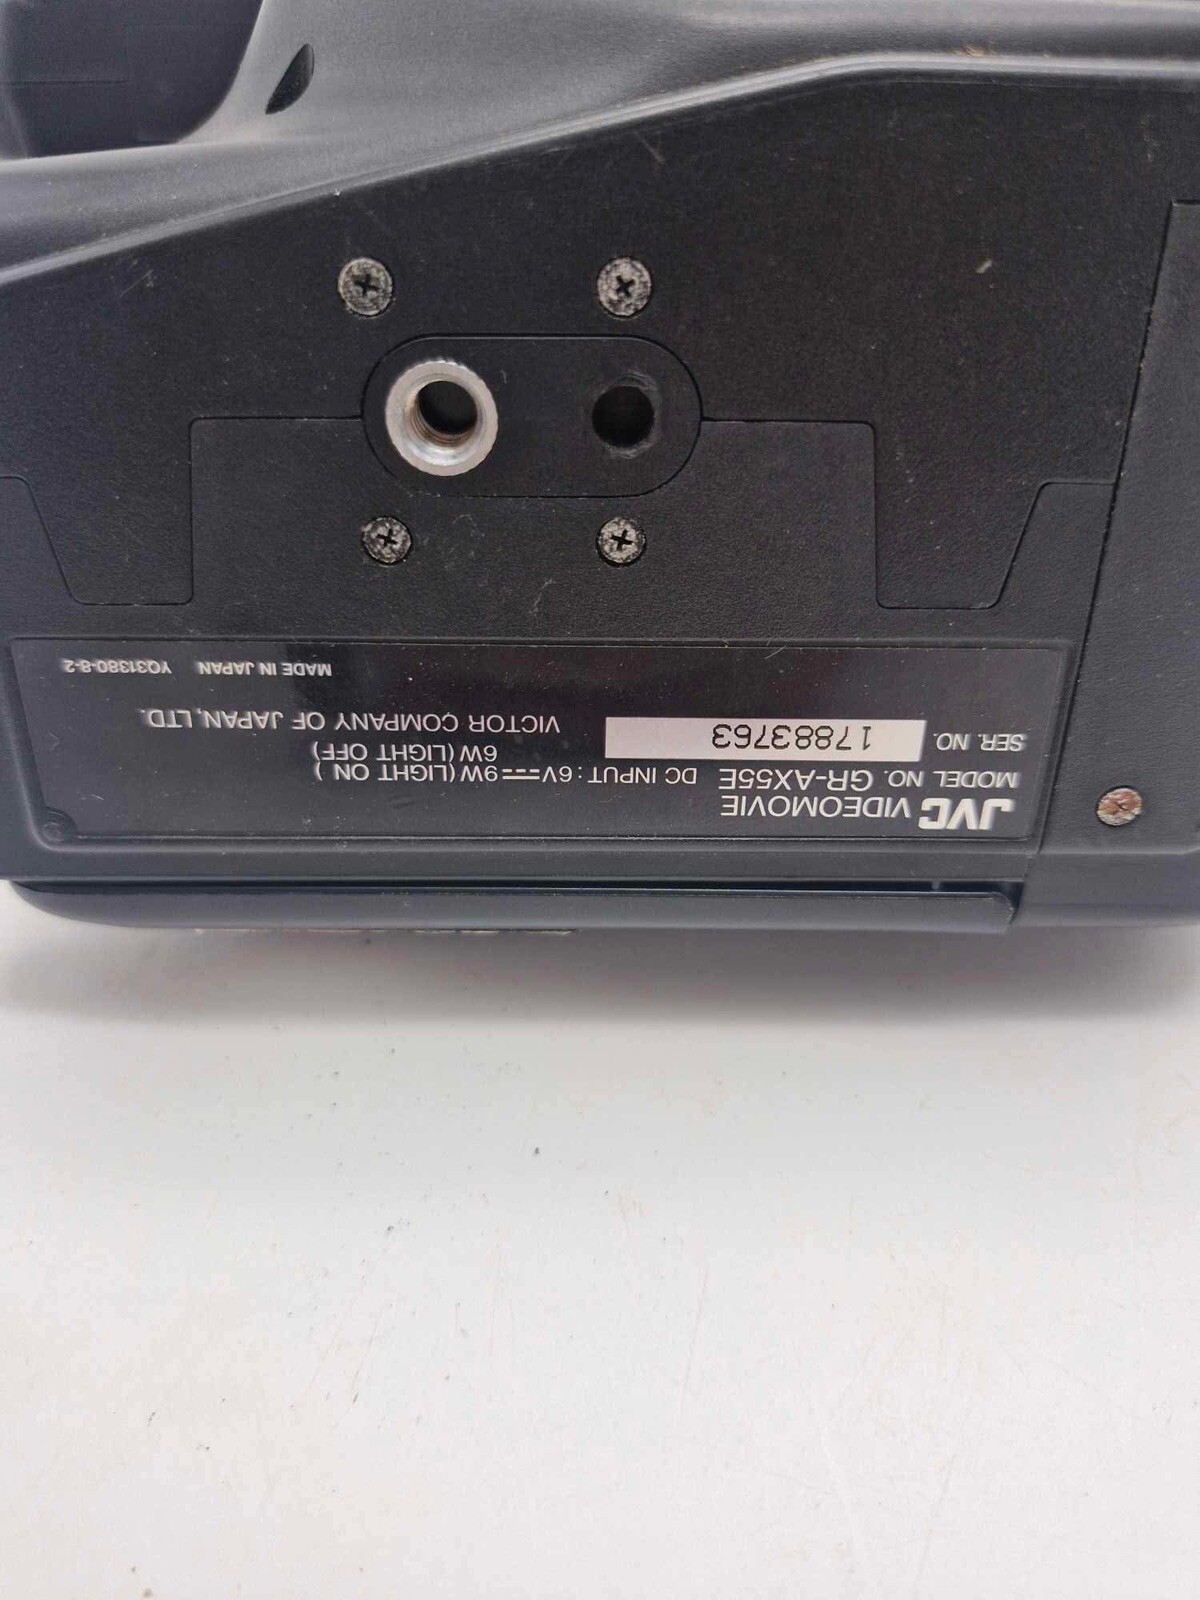 JVC VIDEOMOVIE
MODEL NO. GR-AX55E DC INPUT : 6V⎓9W (LIGHT ON )
6W (LIGHT OFF)
SER. NO. 17883763 VICTOR COMPANY OF JAPAN, LTD.
MADE IN JAPAN YQ31380-8-2